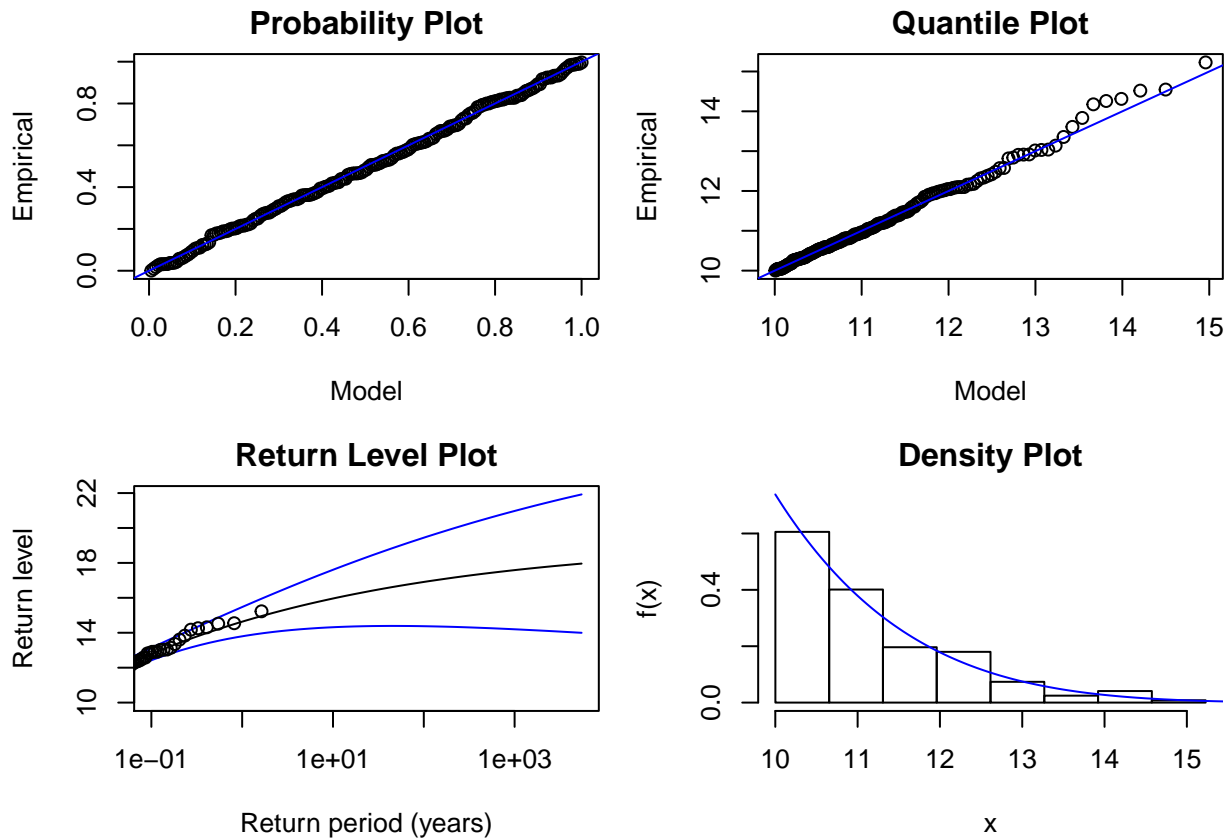 Probability Plot
Empirical
0.0 0.4 0.8
0.0 0.2 0.4 0.6 0.8 1.0
Model
Quantile Plot
Empirical
10 12 14
10 11 12 13 14 15
Model
Return Level Plot
Return level
10 14 18 22
1e−01 1e+01 1e+03
Return period (years)
Density Plot
f(x)
0.0 0.4
10 11 12 13 14 15
x